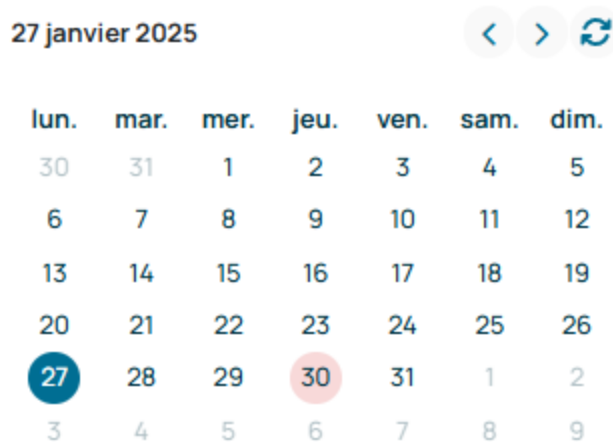 27 janvier 2025
lun. mar. mer. jeu. ven. sam. dim.
30 31 1 2 3 4 5
6 7 8 9 10 11 12
13 14 15 16 17 18 19
20 21 22 23 24 25 26
27 28 29 30 31 1 2
3 4 5 6 7 8 9